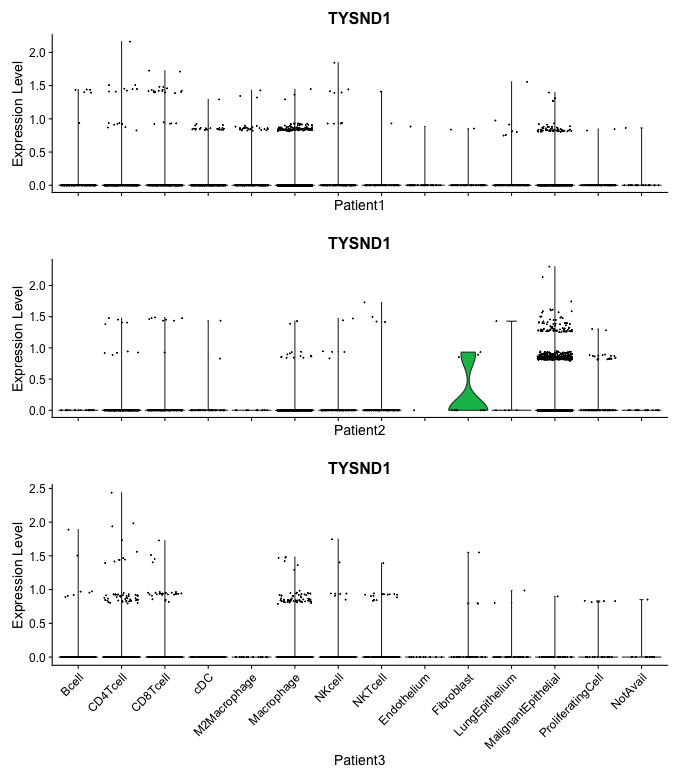 TYSND1
Expression Level
2.0
1.5
1.0
0.5
0.0
Patient1
TYSND1
Expression Level
2.0
1.5
1.0
0.5
0.0
Patient2
TYSND1
Expression Level
2.5
2.0
1.5
1.0
0.5
0.0
Bcell
CD4Tcell
CD8Tcell
cDC
M2Macrophage
Macrophage
NKcell
NKTcell
Endothelium
Fibroblast
LungEpithelium
MalignantEpithelial
ProliferatingCell
NotAvail
Patient3